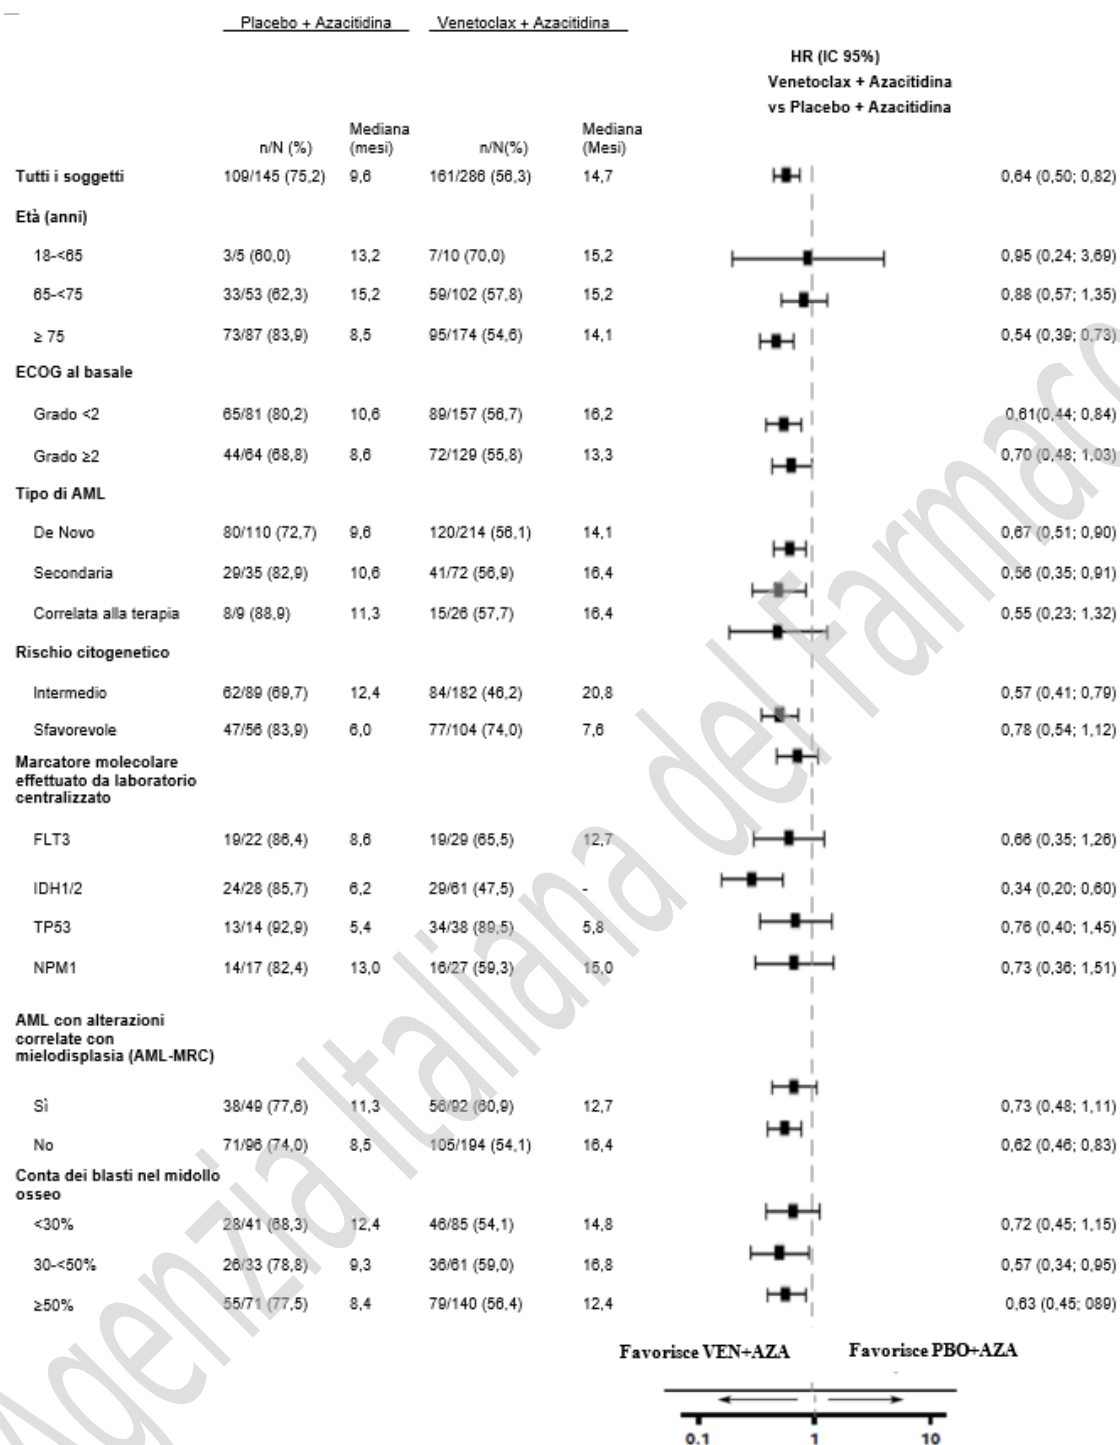 Placebo + Azacitidina Venetoclax + Azacitidina
HR (IC 95%)
Venetoclax + Azacitidina
vs Placebo + Azacitidina
n/N (%) Mediana (mesi) n/N(%) Mediana (Mesi)
Tutti i soggetti 109/145 (75,2) 9,6 161/286 (56,3) 14,7 0,64 (0,50; 0,82)
Età (anni)
18-<65 3/5 (60,0) 13,2 7/10 (70,0) 15,2 0,95 (0,24; 3,69)
65-<75 33/53 (62,3) 15,2 59/102 (57,8) 15,2 0,88 (0,57; 1,35)
≥ 75 73/87 (83,9) 8,5 95/174 (54,6) 14,1 0,54 (0,39; 0,73)
ECOG al basale
Grado <2 65/81 (80,2) 10,6 89/157 (56,7) 16,2 0,61(0,44; 0,84)
Grado ≥2 44/64 (68,8) 8,6 72/129 (55,8) 13,3 0,70 (0,48; 1,03)
Tipo di AML
De Novo 80/110 (72,7) 9,6 120/214 (56,1) 14,1 0,67 (0,51; 0,90)
Secondaria 29/35 (82,9) 10,6 41/72 (56,9) 16,4 0,56 (0,35; 0,91)
Correlata alla terapia 8/9 (88,9) 11,3 15/26 (57,7) 16,4 0,55 (0,23; 1,32)
Rischio citogenetico
Intermedio 62/89 (69,7) 12,4 84/182 (46,2) 20,8 0,57 (0,41; 0,79)
Sfavorevole 47/56 (83,9) 6,0 77/104 (74,0) 7,6 0,78 (0,54; 1,12)
Marcatore molecolare
effettuato da laboratorio
centralizzato
FLT3 19/22 (86,4) 8,6 19/29 (65,5) 12,7 0,66 (0,35; 1,26)
IDH1/2 24/28 (85,7) 6,2 29/61 (47,5) - 0,34 (0,20; 0,60)
TP53 13/14 (92,9) 5,4 34/38 (89,5) 5,8 0,76 (0,40; 1,45)
NPM1 14/17 (82,4) 13,0 16/27 (59,3) 15,0 0,73 (0,36; 1,51)
AML con alterazioni
correlate con
mielodisplasia (AML-MRC)
Sì 38/49 (77,6) 11,3 56/92 (60,9) 12,7 0,73 (0,48; 1,11)
No 71/96 (74,0) 8,5 105/194 (54,1) 16,4 0,62 (0,46; 0,83)
Conta dei blasti nel midollo
osseo
<30% 28/41 (68,3) 12,4 46/85 (54,1) 14,8 0,72 (0,45; 1,15)
30-<50% 26/33 (78,8) 9,3 36/61 (59,0) 16,8 0,57 (0,34; 0,95)
≥50% 55/71 (77,5) 8,4 79/140 (56,4) 12,4 0,63 (0,45; 089)
Favorisce VEN+AZA Favorisce PBO+AZA
0.1 1 10
Agenzia Italiana del Farmaco